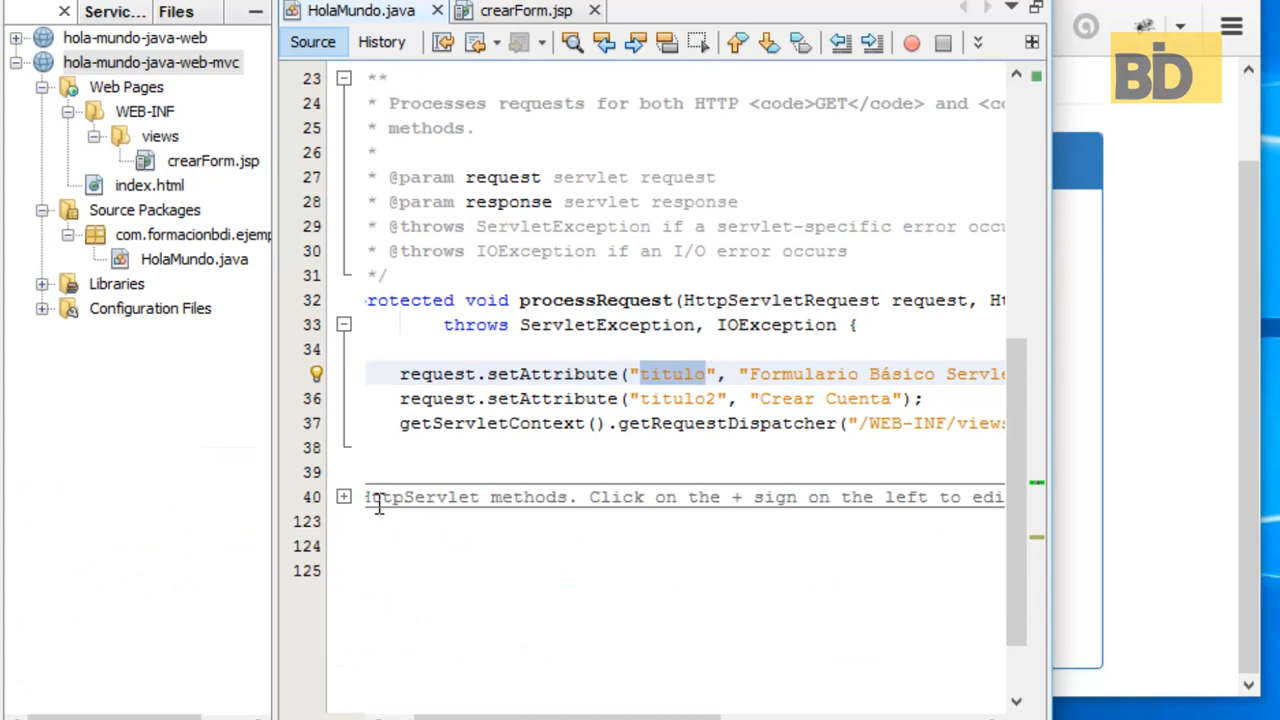 Servic... Files
hola-mundo-java-web
hola-mundo-java-web-mvc
Web Pages
WEB-INF
views
crearForm.jsp
index.html
Source Packages
com.formacionbdi.ejemp
HolaMundo.java
Libraries
Configuration Files
HolaMundo.java crearForm.jsp
Source History
23 **
24 * Processes requests for both HTTP <code>GET</code> and <co
25 * methods.
26 *
27 * @param request servlet request
28 * @param response servlet response
29 * @throws ServletException if a servlet-specific error occu
30 * @throws IOException if an I/O error occurs
31 */
32 rotected void processRequest(HttpServletRequest request, Ht
33 throws ServletException, IOException {
34
request.setAttribute("titulo", "Formulario Básico Servle
36 request.setAttribute("titulo2", "Crear Cuenta");
37 getServletContext().getRequestDispatcher("/WEB-INF/views
38
39
40 HttpServlet methods. Click on the + sign on the left to edi
123
124
125
BDI